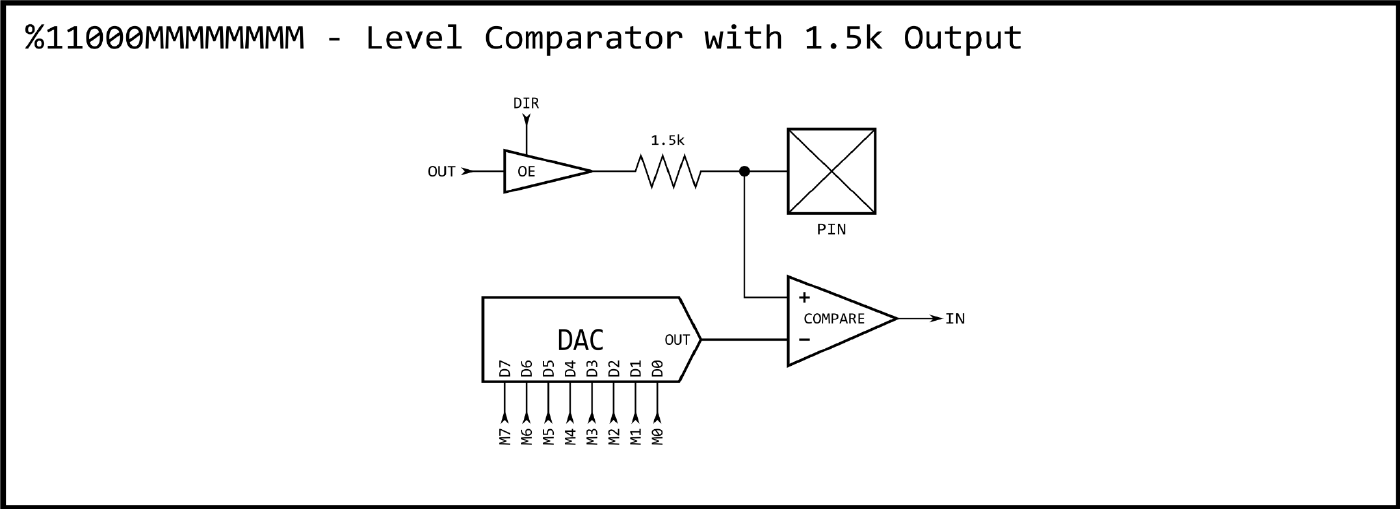 %11000MMMMMMMM - Level Comparator with 1.5k Output
DIR
1.5k
OUT
OE
PIN
+
COMPARE
IN
-
DAC
OUT
D7 D6 D5 D4 D3 D2 D1 D0
M7 M6 M5 M4 M3 M2 M1 M0